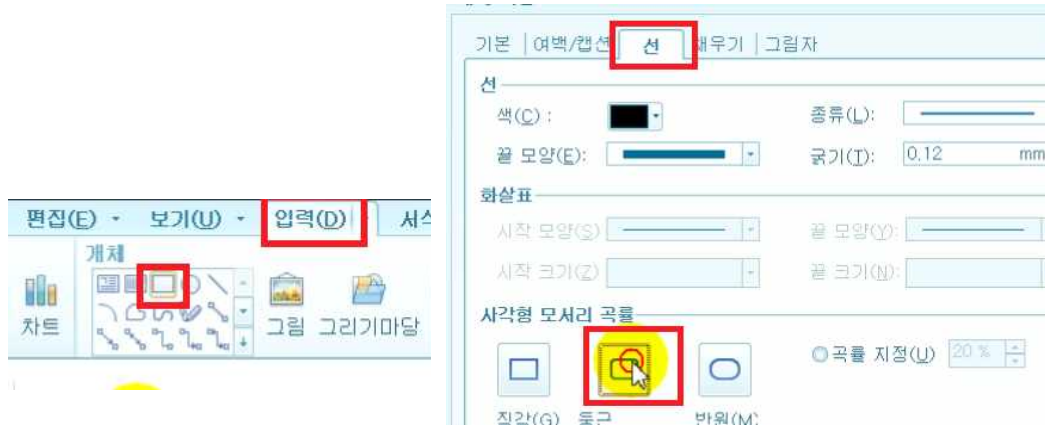 편집(E) 보기(U) 입력(D) 서식
개체
차트
그림 그리기마당
기본 여백/캡션 선 채우기 그림자
선
색(C) : 종류(L):
끝 모양(E): 굵기(T): 0.12 mm
화살표
시작 모양(S) 끝 모양(Y):
시작 크기(Z) 끝 크기(N):
사각형 모서리 곡률
곡률 지정(U) 20 %
직각(G) 둥근 반원(M)